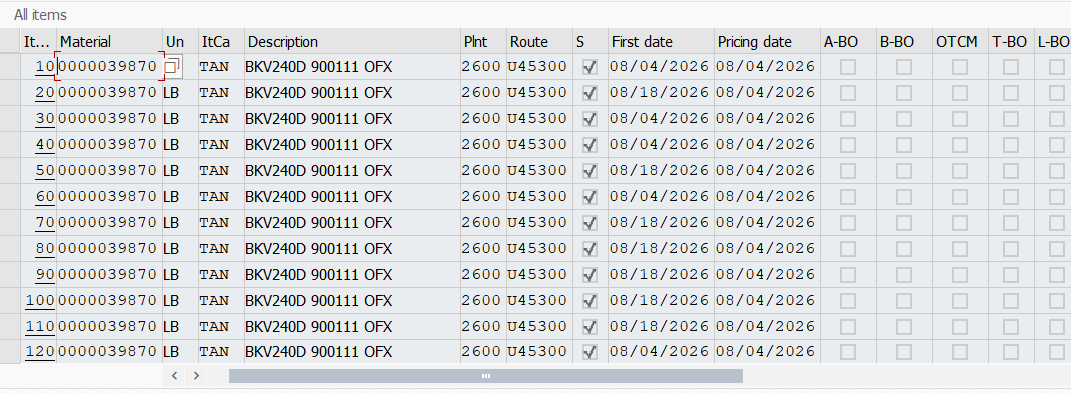 All items
It... Material Un ItCa Description Plnt Route S First date Pricing date A-BO B-BO OTCM T-BO L-BO
10 0000039870 TAN BKV240D 900111 OFX 2600 U45300 08/04/2026 08/04/2026
20 0000039870 LB TAN BKV240D 900111 OFX 2600 U45300 08/18/2026 08/04/2026
30 0000039870 LB TAN BKV240D 900111 OFX 2600 U45300 08/04/2026 08/04/2026
40 0000039870 LB TAN BKV240D 900111 OFX 2600 U45300 08/04/2026 08/04/2026
50 0000039870 LB TAN BKV240D 900111 OFX 2600 U45300 08/18/2026 08/04/2026
60 0000039870 LB TAN BKV240D 900111 OFX 2600 U45300 08/04/2026 08/04/2026
70 0000039870 LB TAN BKV240D 900111 OFX 2600 U45300 08/18/2026 08/04/2026
80 0000039870 LB TAN BKV240D 900111 OFX 2600 U45300 08/18/2026 08/04/2026
90 0000039870 LB TAN BKV240D 900111 OFX 2600 U45300 08/18/2026 08/04/2026
100 0000039870 LB TAN BKV240D 900111 OFX 2600 U45300 08/18/2026 08/04/2026
110 0000039870 LB TAN BKV240D 900111 OFX 2600 U45300 08/04/2026 08/04/2026
120 0000039870 LB TAN BKV240D 900111 OFX 2600 U45300 08/04/2026 08/04/2026